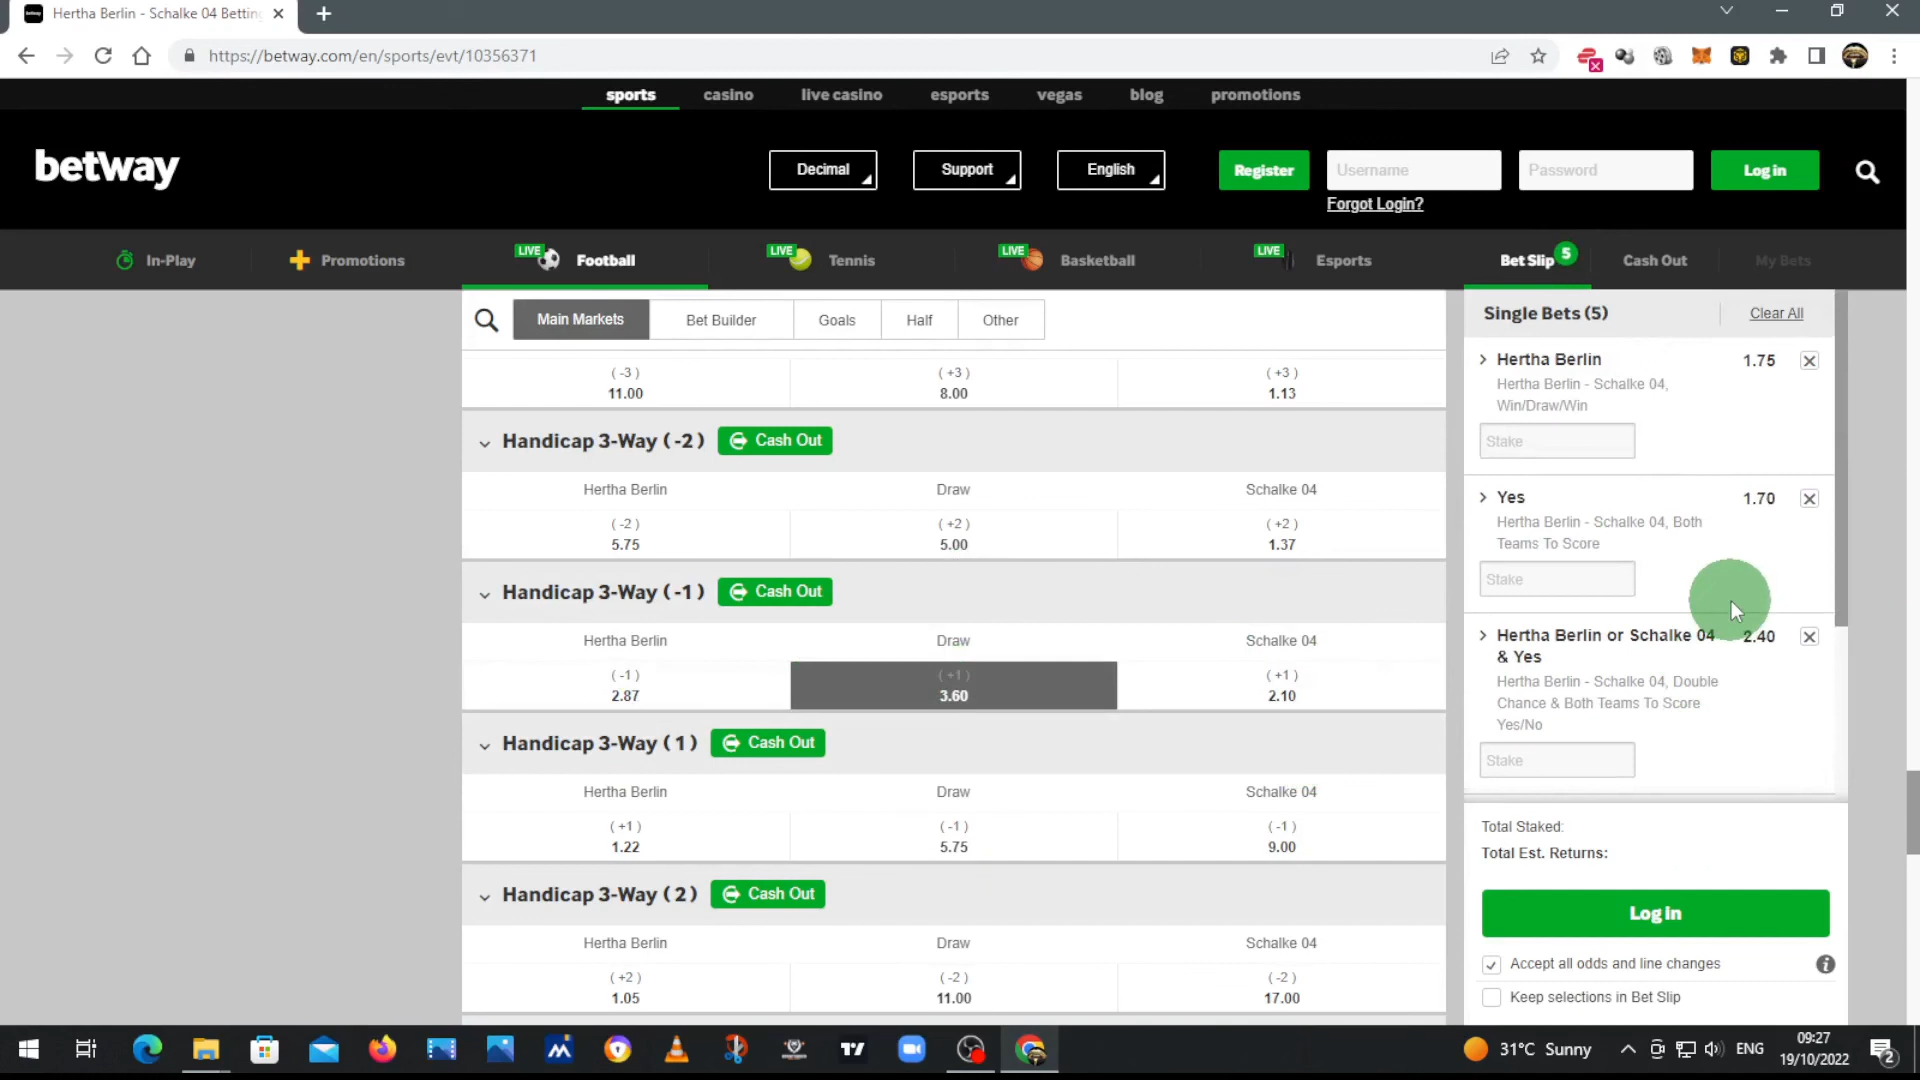 Hertha Berlin - Schalke 04 Betting
https://betway.com/en/sports/evt/10356371
sports casino live casino esports vegas blog promotions
betway
Decimal Support English Register Username Password Log in
Forgot Login?
In-Play Promotions LIVE Football LIVE Tennis LIVE Basketball LIVE Esports Bet Slip 5 Cash Out My Bets
Main Markets Bet Builder Goals Half Other
( -3 ) ( +3 ) ( +3 )
11.00 8.00 1.13
Handicap 3-Way ( -2 ) Cash Out
Hertha Berlin Draw Schalke 04
( -2 ) ( +2 ) ( +2 )
5.75 5.00 1.37
Handicap 3-Way ( -1 ) Cash Out
Hertha Berlin Draw Schalke 04
( -1 ) ( +1 ) ( +1 )
2.87 3.60 2.10
Handicap 3-Way ( 1 ) Cash Out
Hertha Berlin Draw Schalke 04
( +1 ) ( -1 ) ( -1 )
1.22 5.75 9.00
Handicap 3-Way ( 2 ) Cash Out
Hertha Berlin Draw Schalke 04
( +2 ) ( -2 ) ( -2 )
1.05 11.00 17.00
Single Bets (5) Clear All
Hertha Berlin 1.75
Hertha Berlin - Schalke 04,
Win/Draw/Win
Stake
Yes 1.70
Hertha Berlin - Schalke 04, Both
Teams To Score
Stake
Hertha Berlin or Schalke 04 2.40
& Yes
Hertha Berlin - Schalke 04, Double
Chance & Both Teams To Score
Yes/No
Stake
Total Staked:
Total Est. Returns:
Log in
Accept all odds and line changes
Keep selections in Bet Slip
31°C Sunny ENG 09:27
19/10/2022 2